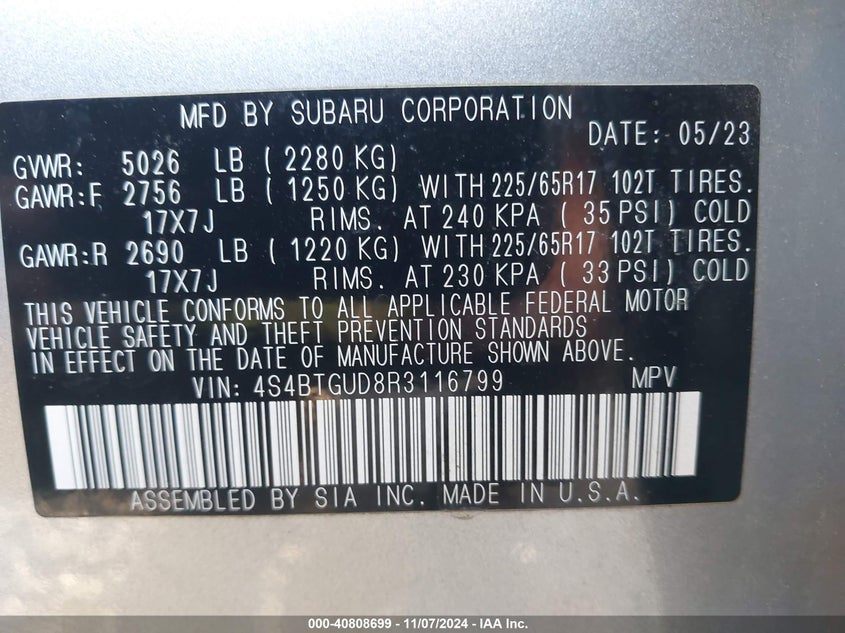 MFD BY SUBARU CORPORATION
DATE: 05/23
GVWR: 5026 LB ( 2280 KG)
GAWR:F 2756 LB ( 1250 KG) WITH 225/65R17 102T TIRES.
17X7J RIMS. AT 240 KPA ( 35 PSI) COLD
GAWR:R 2690 LB ( 1220 KG) WITH 225/65R17 102T TIRES.
17X7J RIMS. AT 230 KPA ( 33 PSI) COLD
THIS VEHICLE CONFORMS TO ALL APPLICABLE FEDERAL MOTOR
VEHICLE SAFETY AND THEFT PREVENTION STANDARDS
IN EFFECT ON THE DATE OF MANUFACTURE SHOWN ABOVE.
VIN: 4S4BTGUD8R3116799 MPV
ASSEMBLED BY SIA INC. MADE IN U.S.A.
000-40808699 - 11/07/2024 - IAA Inc.